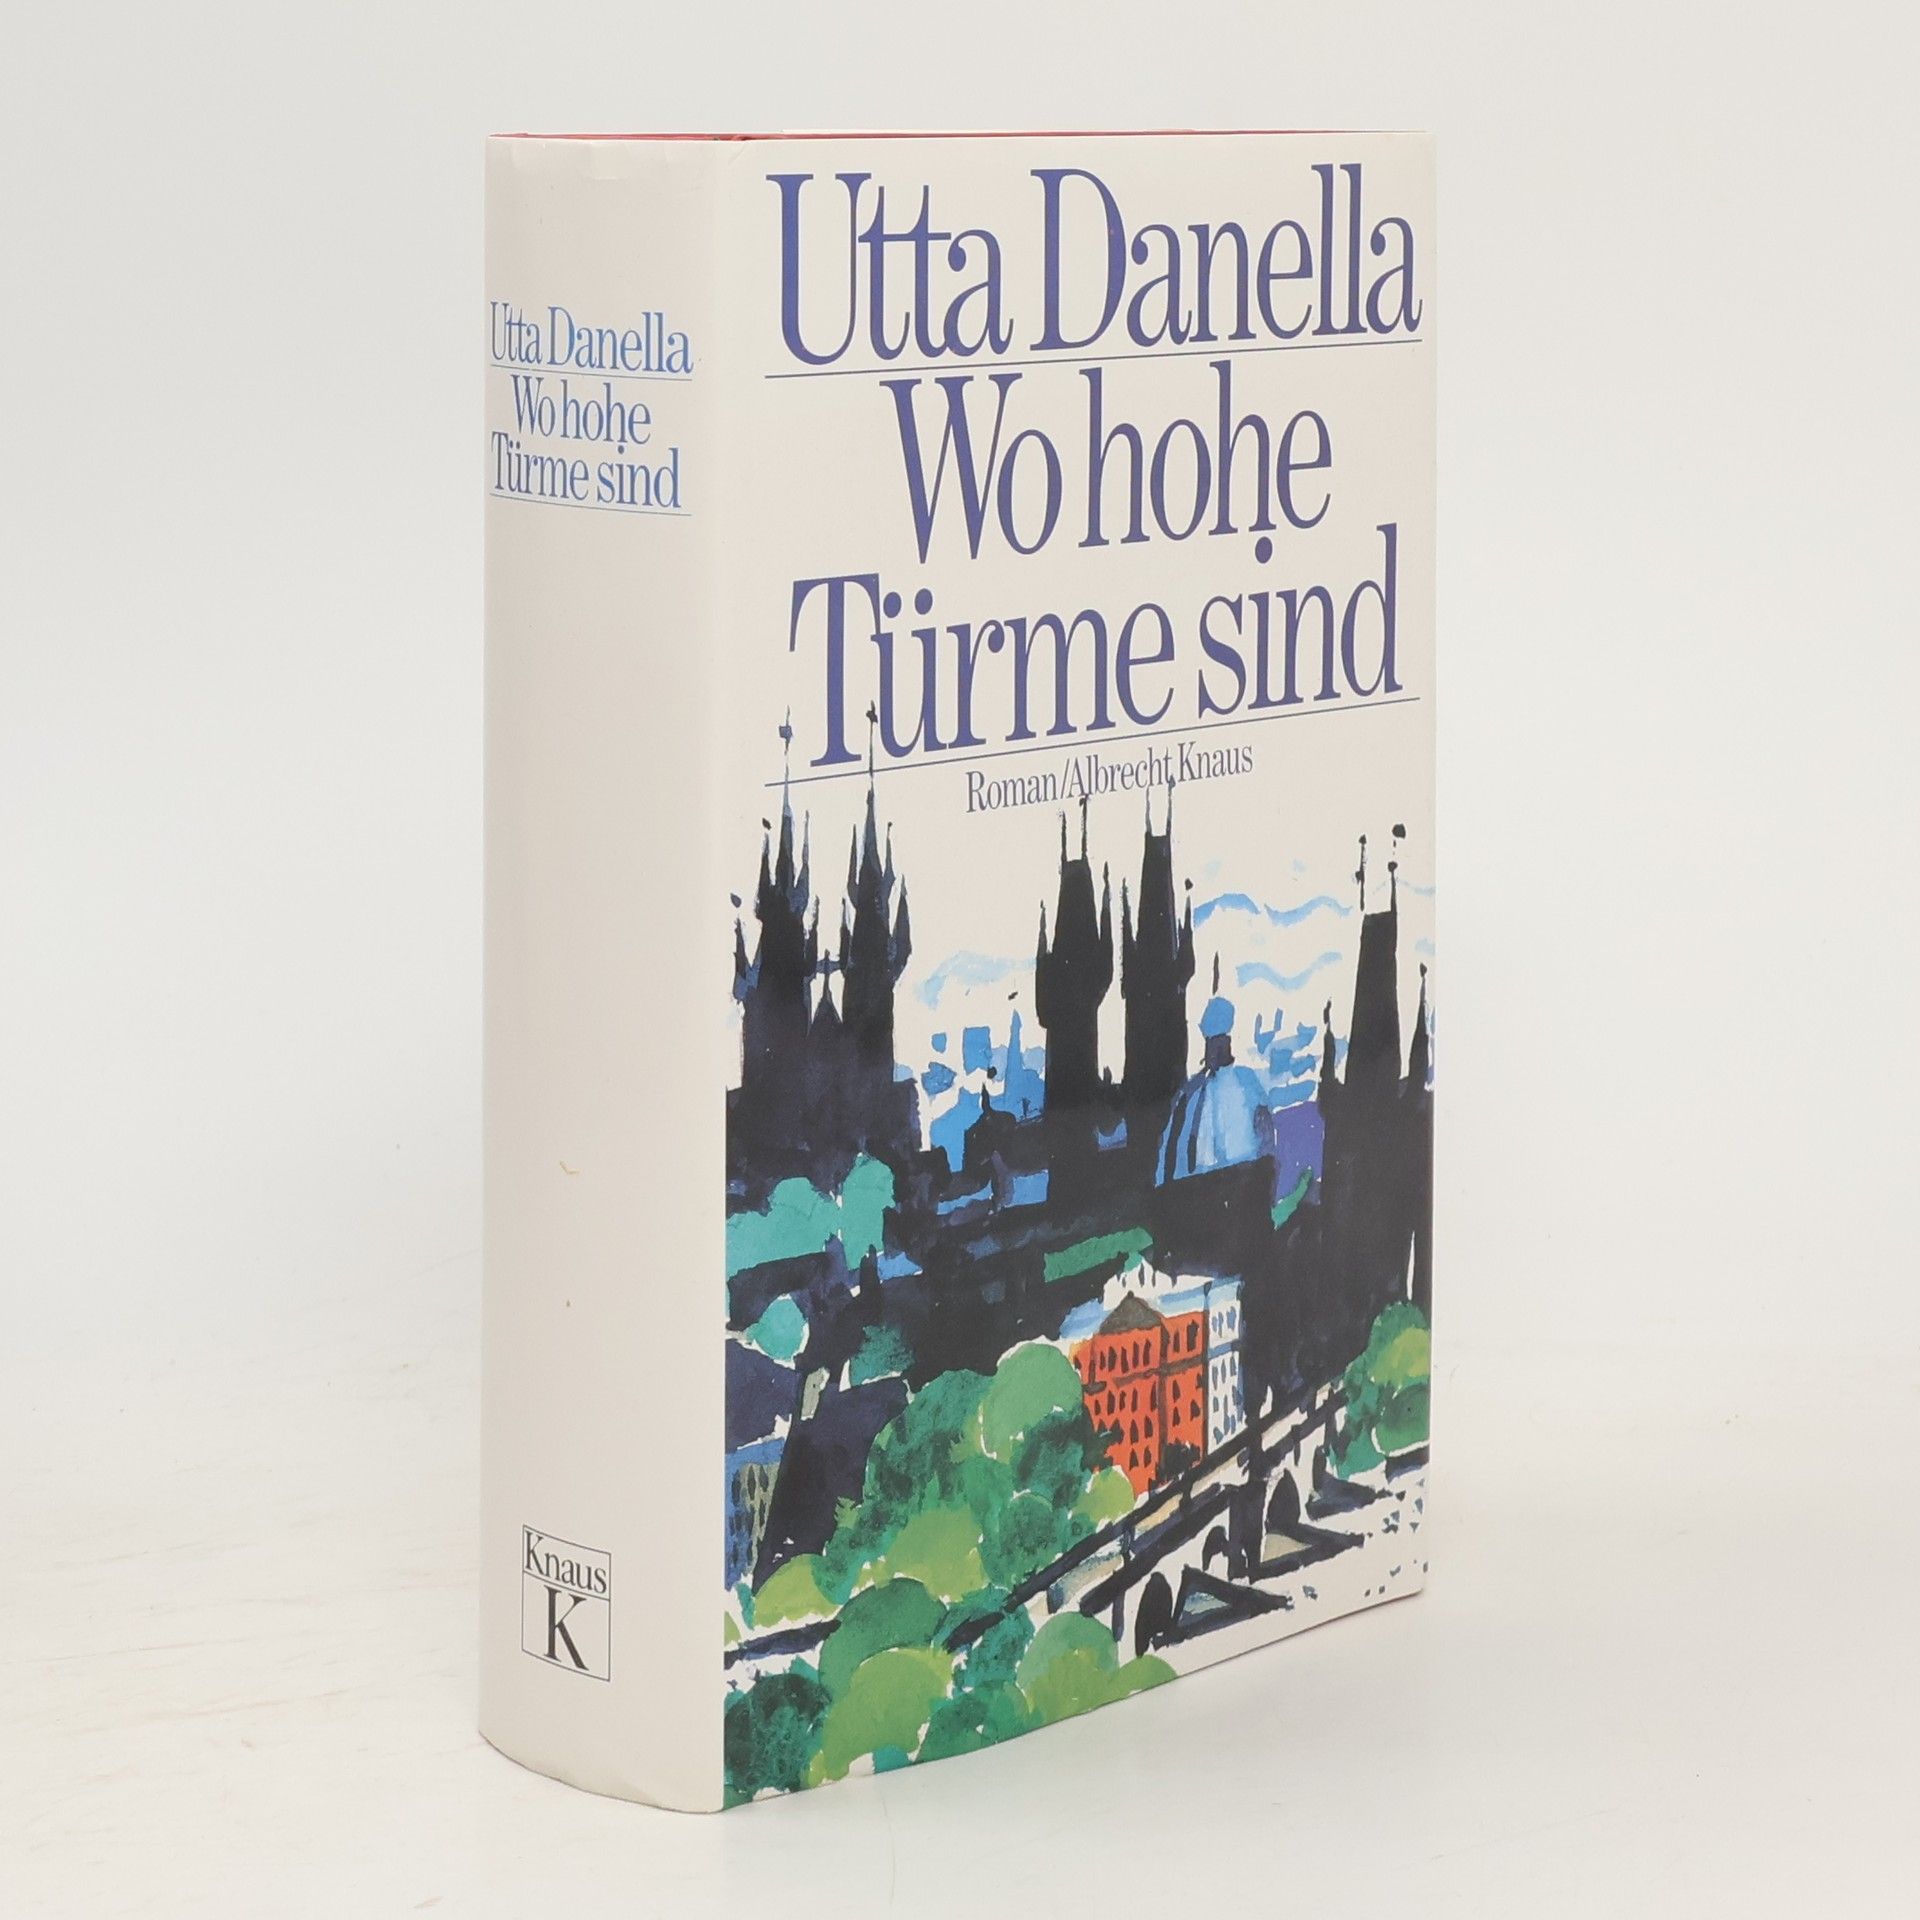 Utta Danella
Wo hohe
Türme sind
Knaus
K
Utta Danella
Wo hohe
Türme sind
Roman/Albrecht Knaus